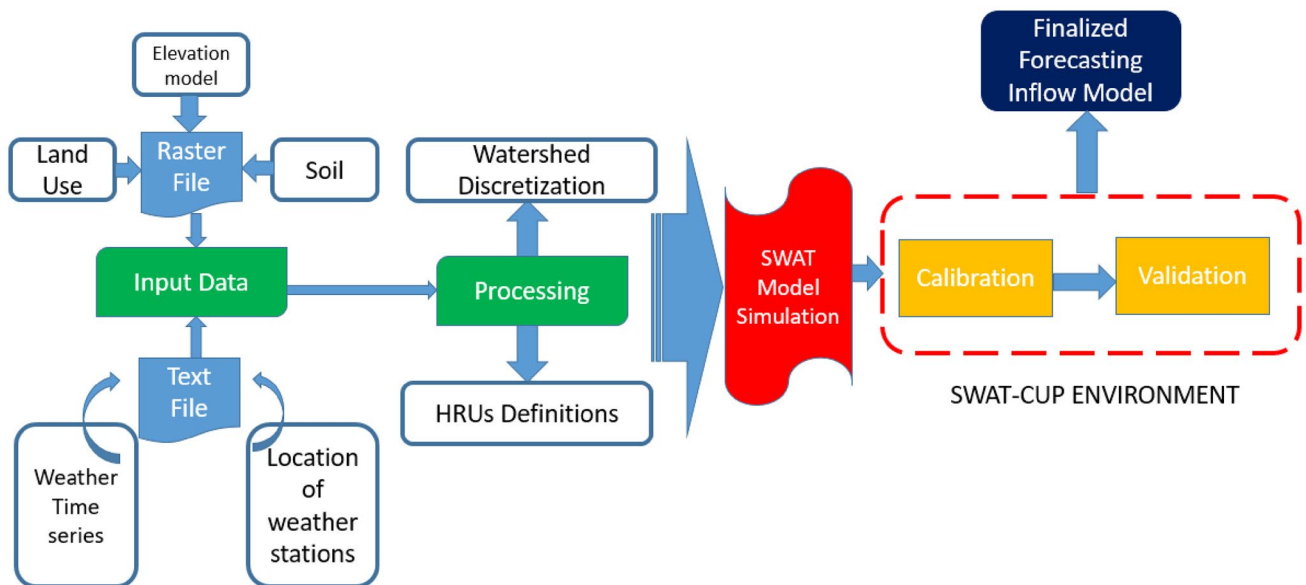 Elevation
model
Land
Use
Raster
File
Soil
Input Data
Text
File
Weather
Time
series
Location
of
weather
stations
Watershed
Discretization
Processing
HRUs Definitions
SWAT
Model
Simulation
Calibration
Validation
SWAT-CUP ENVIRONMENT
Finalized
Forecasting
Inflow Model